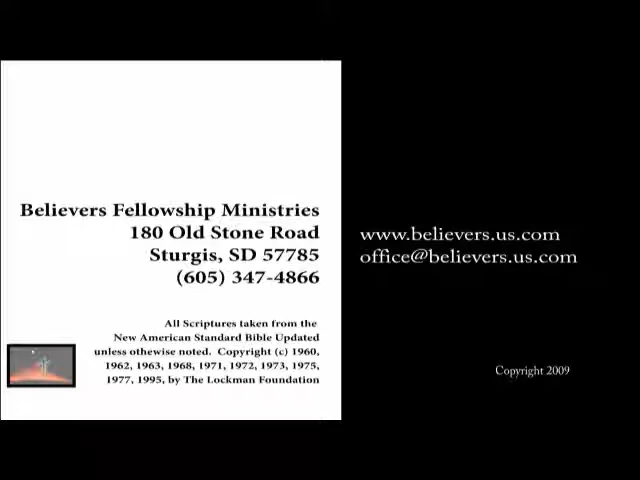 Believers Fellowship Ministries
180 Old Stone Road
Sturgis, SD 57785
(605) 347-4866
www.believers.us.com
office@believers.us.com
All Scriptures taken from the
New American Standard Bible Updated
unless othewise noted. Copyright (c) 1960,
1962, 1963, 1968, 1971, 1972, 1973, 1975,
1977, 1995, by The Lockman Foundation
Copyright 2009